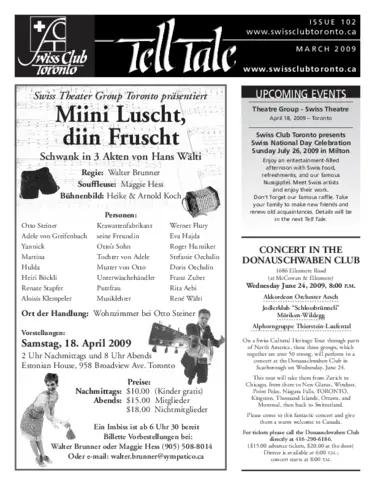 ISSUE 102
www.swissclubtoronto.ca
MARCH 2009
www.swissclubtoronto.ca
Swiss Club
Toronto
Tell Tale
Swiss Theater Group Toronto präsentiert
Miini Luscht,
diin Fruscht
Schwank in 3 Akten von Hans Wälti
Regie: Walter Brunner
Souffleuse: Maggie Hess
Bühnenbild: Heike & Arnold Koch
Personen:
Otto Steiner Krawattenfabrikant Werner Flury
Adele von Greifenbach seine Freundin Eva Hajda
Yannick Otto's Sohn Roger Hunziker
Martina Tochter von Adele Stefanie Oechslin
Hulda Mutter von Otto Doris Oechslin
Heiri Böckli Unterwäschehändler Franz Zuber
Renate Stapfer Putzfrau Rita Aebi
Aloisis Klempeler Musiklehrer René Wälti
Ort der Handlung: Wohnzimmer bei Otto Steiner
Vorstellungen:
Samstag, 18. April 2009
2 Uhr Nachmittags und 8 Uhr Abends
Estonian House, 958 Broadview Ave. Toronto
Preise:
Nachmittags: $10.00 (Kinder gratis)
Abends: $15.00 Mitglieder
$18.00 Nichtmitglieder
Ein Imbiss ist ab 6 Uhr 30 bereit
Billette Vorbestellungen bei:
Walter Brunner oder Maggie Hess (905) 508-8014
Oder e-mail: walter.brunner@sympatico.ca
UPCOMING EVENTS
Theatre Group - Swiss Theatre
April 18, 2009 – Toronto
Swiss Club Toronto presents
Swiss National Day Celebration
Sunday July 26, 2009 in Milton
Enjoy an entertainment-filled
afternoon with Swiss food,
refreshments, and our famous
Nussgipfel. Meet Swiss artists
and enjoy their work.
Don't forget our famous raffle. Take
your family to make new friends and
renew old acquaintances. Details will be
in the next Tell Tale.
CONCERT IN THE
DONAUSCHWABEN CLUB
1686 Ellesmere Road
(at McCowan & Ellesmere)
Wednesday June 24, 2009, 8:00 P.M.
Akkordeon Orchester Aesch
Jodlerklub "Schlossbrünneli"
Möriken-Wildegg
Alphorngruppe Thierstein-Laufental
On a Swiss Cultural Heritage Tour through parts
of North America, these three groups, which
together are over 50 strong, will perform in a
concert at the Donauschwaben Club in
Scarborough on Wednesday, June 24.
This tour will take them from Zurich to
Chicago, from there to New Glarus, Windsor,
Point Pelee, Niagara Falls, TORONTO,
Kingston, Thousand Islands, Ottawa, and
Montreal, then back to Switzerland.
Please come to this fantastic concert and give
them a warm welcome to Canada.
For tickets please call the Donauschwaben Club
directly at 416-290-6186.
($15.00 advance tickets, $20.00 at the door)
Dinner is available at 6:00 P.M.;
concert starts at 8:00 P.M.